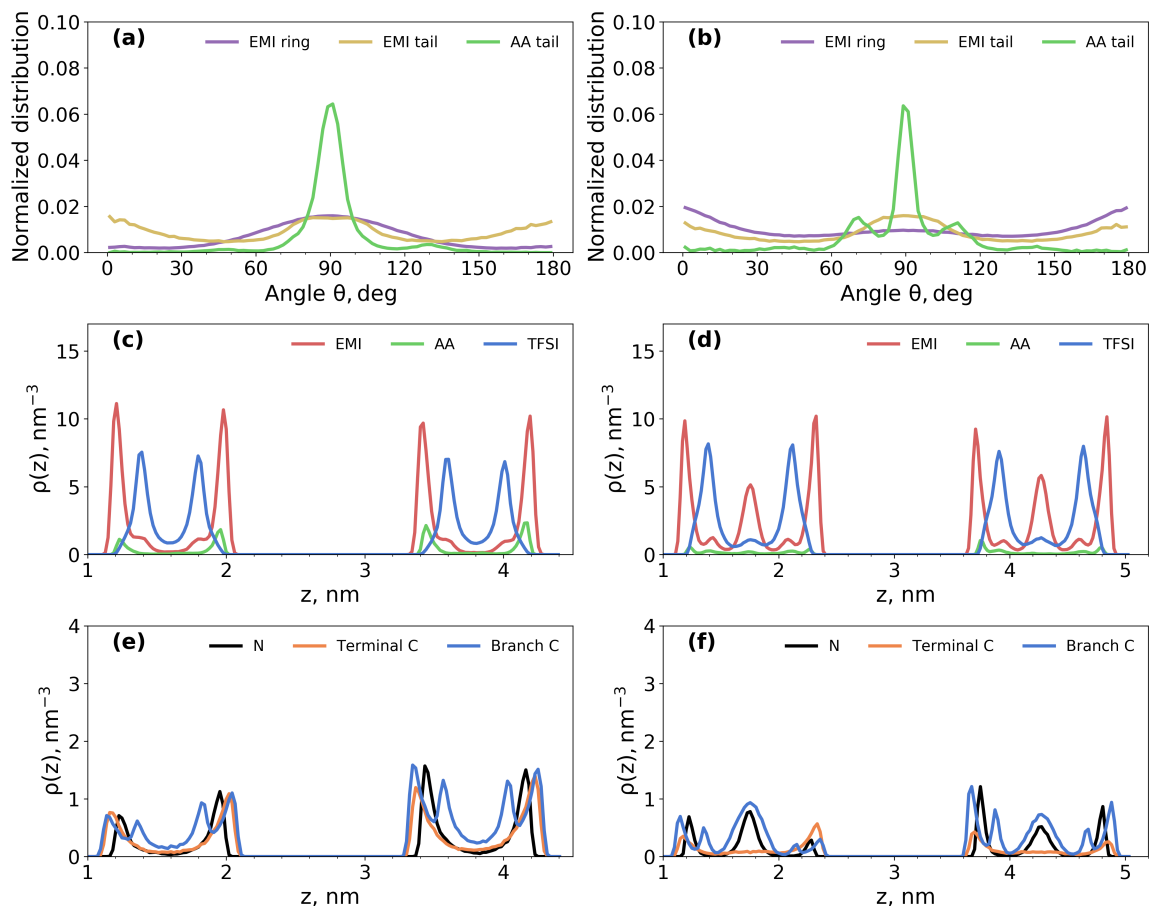 (a) EMI ring EMI tail AA tail
Normalized distribution
0.10
0.08
0.06
0.04
0.02
0.00
0 30 60 90 120 150 180
Angle θ, deg
(b) EMI ring EMI tail AA tail
Normalized distribution
0.10
0.08
0.06
0.04
0.02
0.00
0 30 60 90 120 150 180
Angle θ, deg
(c) EMI AA TFSI
ρ(z), nm⁻³
15
10
5
0
1 2 3 4
z, nm
(d) EMI AA TFSI
ρ(z), nm⁻³
15
10
5
0
1 2 3 4 5
z, nm
(e) N Terminal C Branch C
ρ(z), nm⁻³
4
3
2
1
0
1 2 3 4
z, nm
(f) N Terminal C Branch C
ρ(z), nm⁻³
4
3
2
1
0
1 2 3 4 5
z, nm